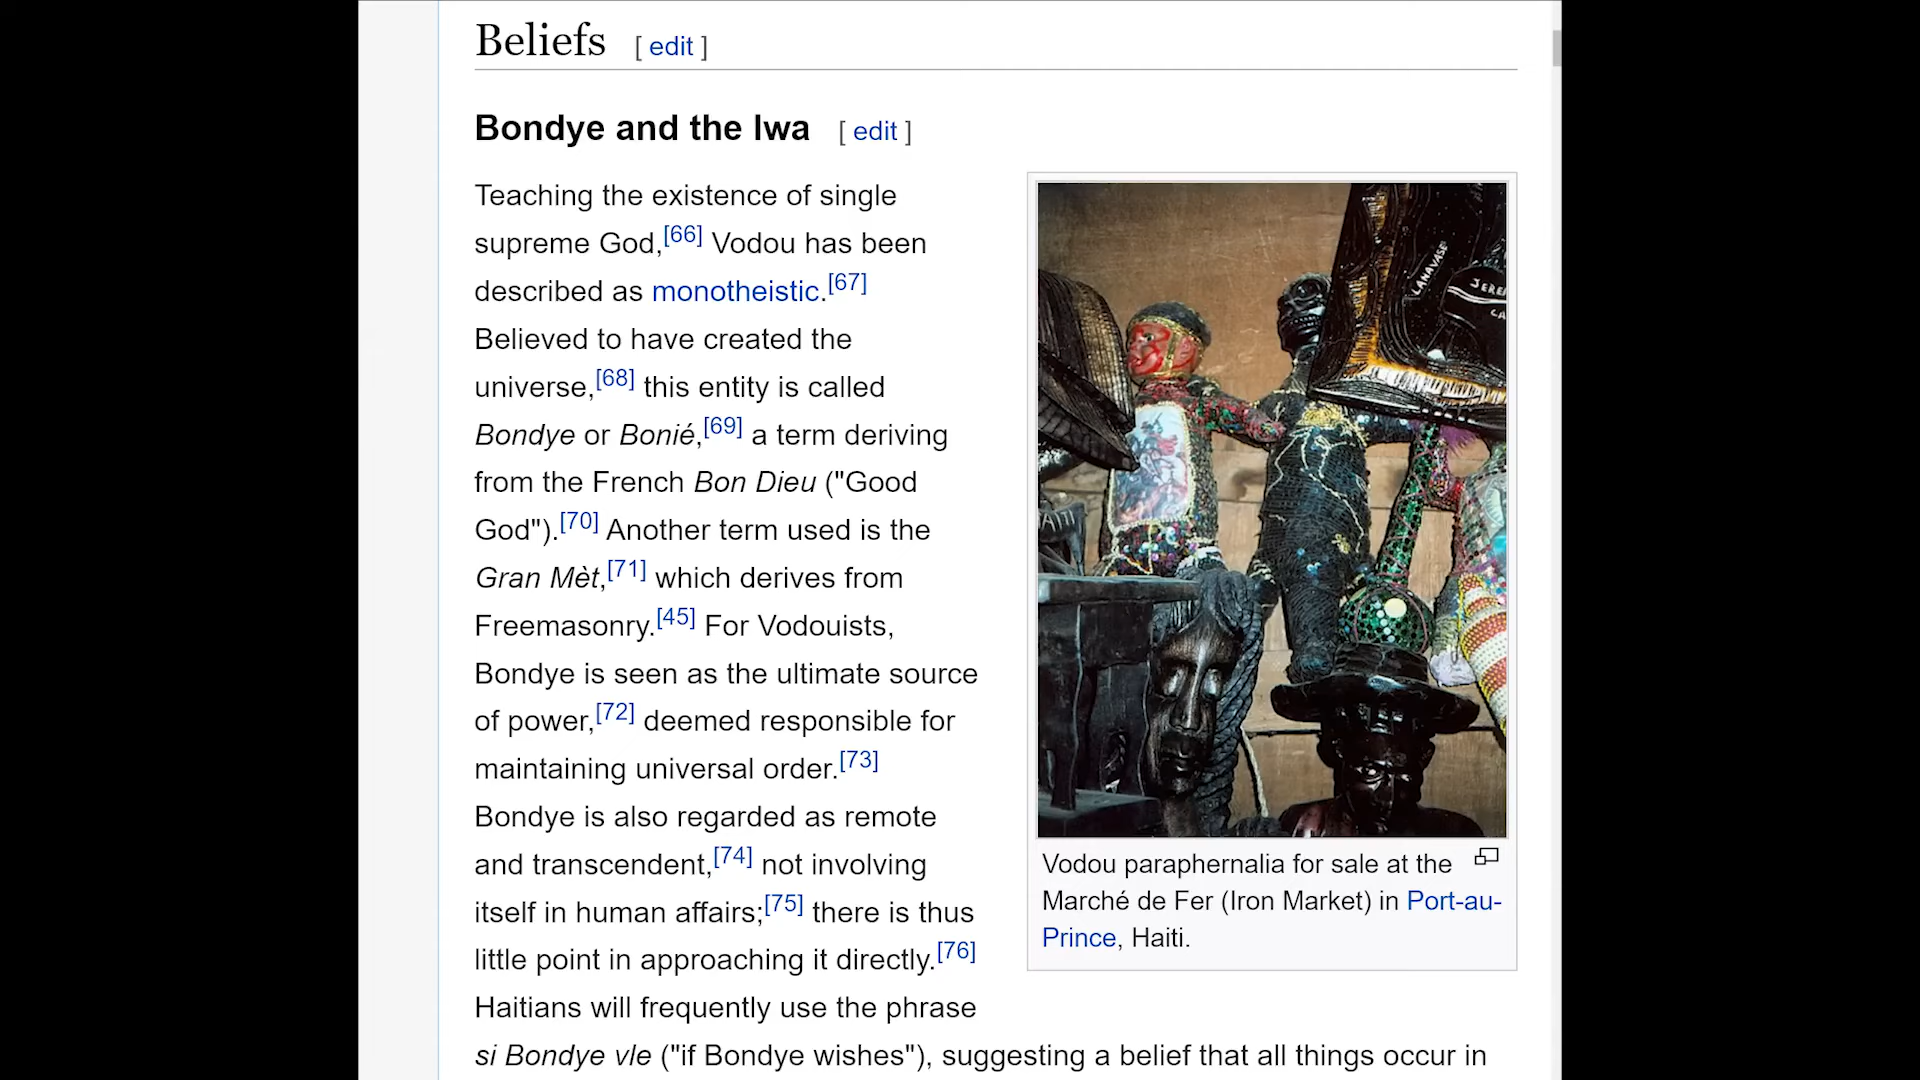 Beliefs [ edit ]
Bondye and the lwa [ edit ]
Teaching the existence of single
supreme God,[66] Vodou has been
described as monotheistic.[67]
Believed to have created the
universe,[68] this entity is called
Bondye or Bonié,[69] a term deriving
from the French Bon Dieu ("Good
God").[70] Another term used is the
Gran Mèt,[71] which derives from
Freemasonry.[45] For Vodouists,
Bondye is seen as the ultimate source
of power,[72] deemed responsible for
maintaining universal order.[73]
Bondye is also regarded as remote
and transcendent,[74] not involving
itself in human affairs;[75] there is thus
little point in approaching it directly.[76]
Haitians will frequently use the phrase
si Bondye vle ("if Bondye wishes"), suggesting a belief that all things occur in
LANAVASE
JERE
CA
Vodou paraphernalia for sale at the
Marché de Fer (Iron Market) in Port-au-
Prince, Haiti.